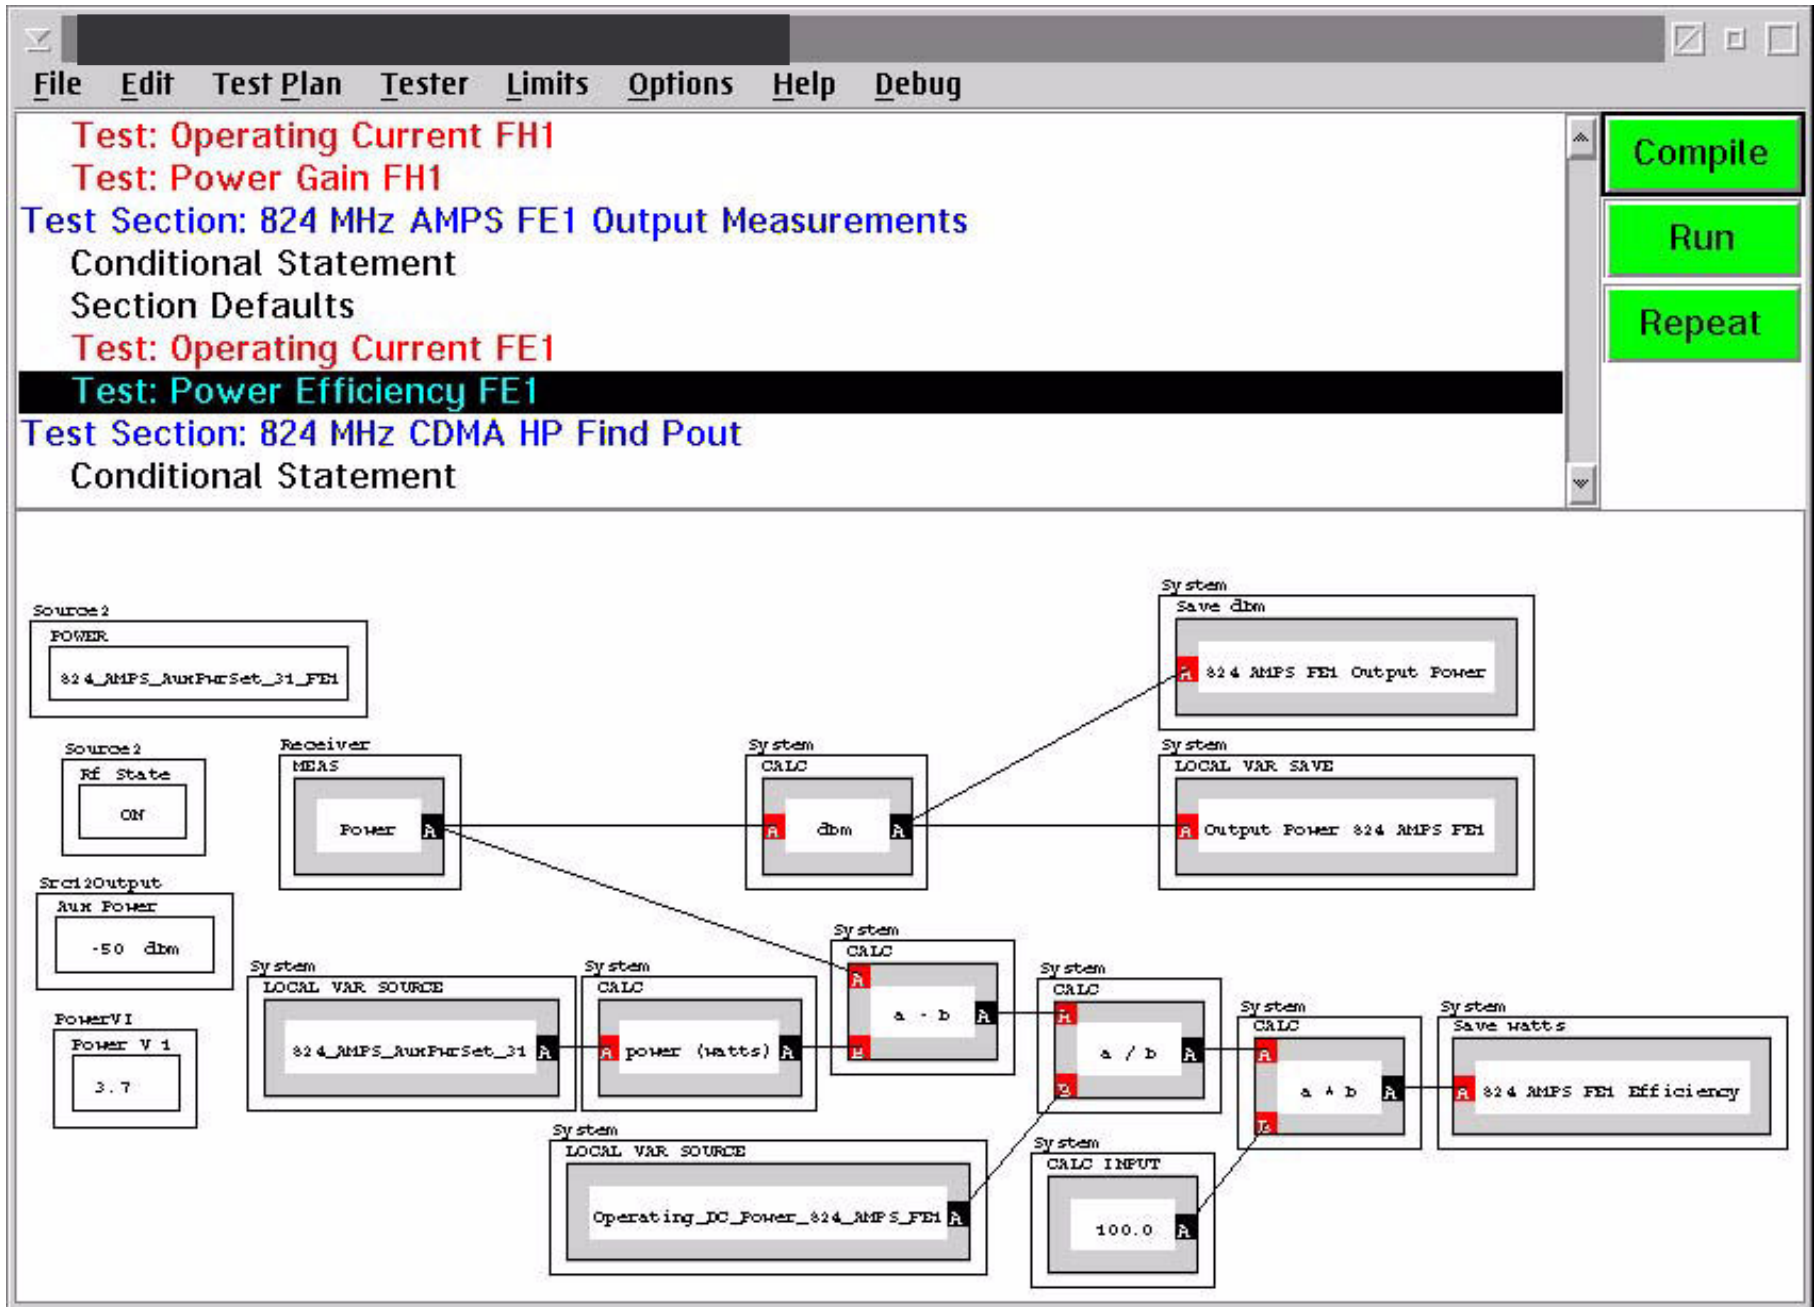 File Edit Test Plan Tester Limits Options Help Debug
Test: Operating Current FH1
Test: Power Gain FH1
Test Section: 824 MHz AMPS FE1 Output Measurements
Conditional Statement
Section Defaults
Test: Operating Current FE1
Test: Power Efficiency FE1
Test Section: 824 MHz CDMA HP Find Pout
Conditional Statement
Compile
Run
Repeat
Source2
POWER
824_AMPS_AuxPwrSet_31_FE1
System
Save dbm
A 824 AMPS FE1 Output Power
Source2
Rf State
ON
Receiver
MEAS
Power A
System
CALC
A dbm A
System
LOCAL VAR SAVE
A Output Power 824 AMPS FE1
Src12Output
Aux Power
-50 dbm
System
LOCAL VAR SOURCE
824_AMPS_AuxPwrSet_31 A
System
CALC
A power (watts) A
System
CALC
A
a - b A
B
System
CALC
A
a / b A
B
System
CALC
A
a * b A
B
System
Save watts
A 824 AMPS FE1 Efficiency
PowerVI
Power V 1
3.7
System
LOCAL VAR SOURCE
Operating_DC_Power_824_AMPS_FE1 A
System
CALC INPUT
100.0 A